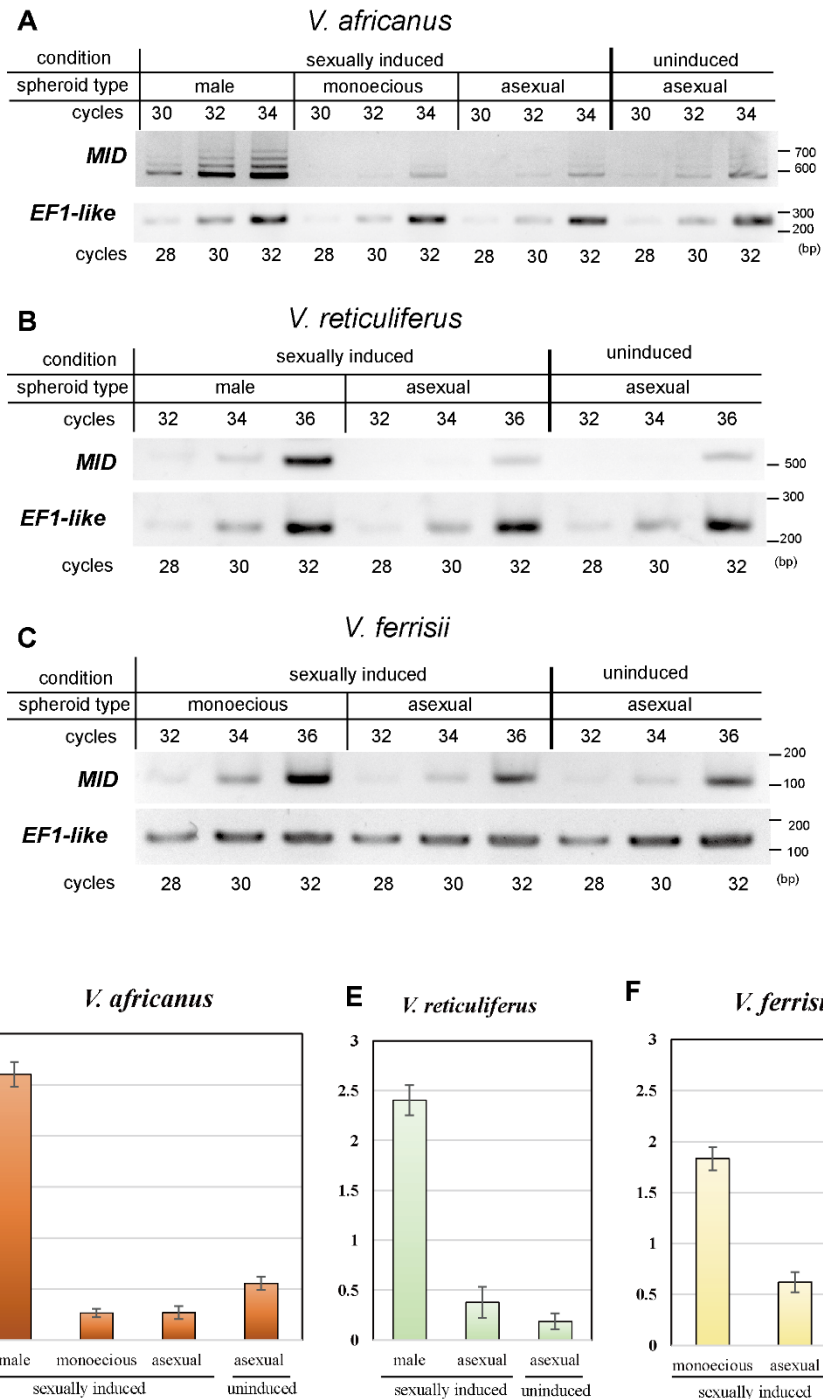 A
V. africanus
condition sexually induced uninduced
spheroid type male monoecious asexual asexual
cycles 30 32 34 30 32 34 30 32 34 30 32 34
MID 700
600
EF1-like 300
200
cycles 28 30 32 28 30 32 28 30 32 28 30 32 (bp)
B
V. reticuliferus
condition sexually induced uninduced
spheroid type male asexual asexual
cycles 32 34 36 32 34 36 32 34 36
MID 500
300
EF1-like
200
cycles 28 30 32 28 30 32 28 30 32 (bp)
C
V. ferrisii
condition sexually induced uninduced
spheroid type monoecious asexual asexual
cycles 32 34 36 32 34 36 32 34 36
200
MID 100
EF1-like 200
100
cycles 28 30 32 28 30 32 28 30 32 (bp)
V. africanus
male monoecious asexual asexual
sexually induced uninduced
E
V. reticuliferus
3
2.5
2
1.5
1
0.5
0
male asexual asexual
sexually induced uninduced
F
V. ferrisi
3
2.5
2
1.5
1
0.5
0
monoecious asexual
sexually induced